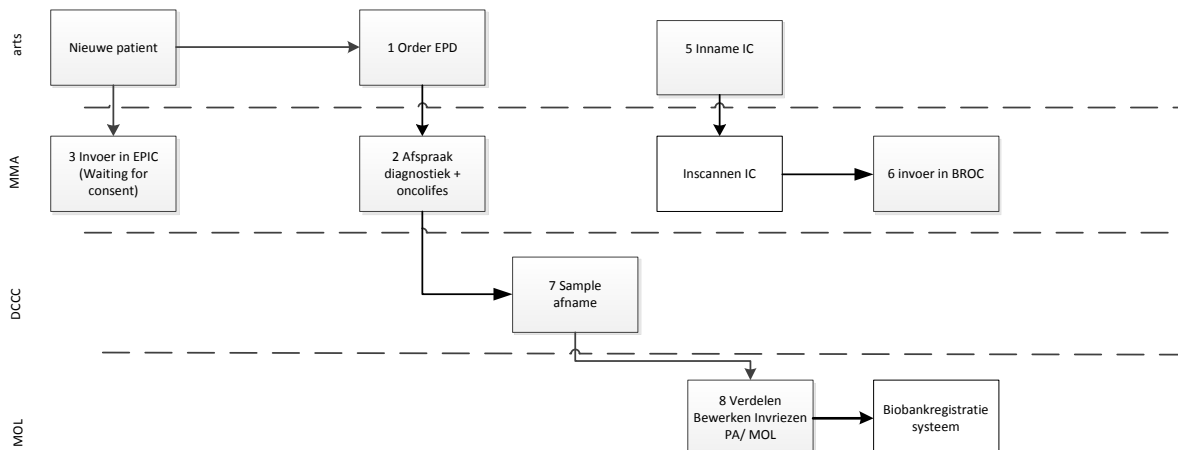 arts
Nieuwe patient
1 Order EPD
5 Inname IC
MMA
3 Invoer in EPIC
(Waiting for
consent)
2 Afspraak
diagnostiek +
oncolifes
Inscannen IC
6 invoer in BROC
DCCC
7 Sample
afname
MOL
8 Verdelen
Bewerken Invriezen
PA/ MOL
Biobankregistratie
systeem